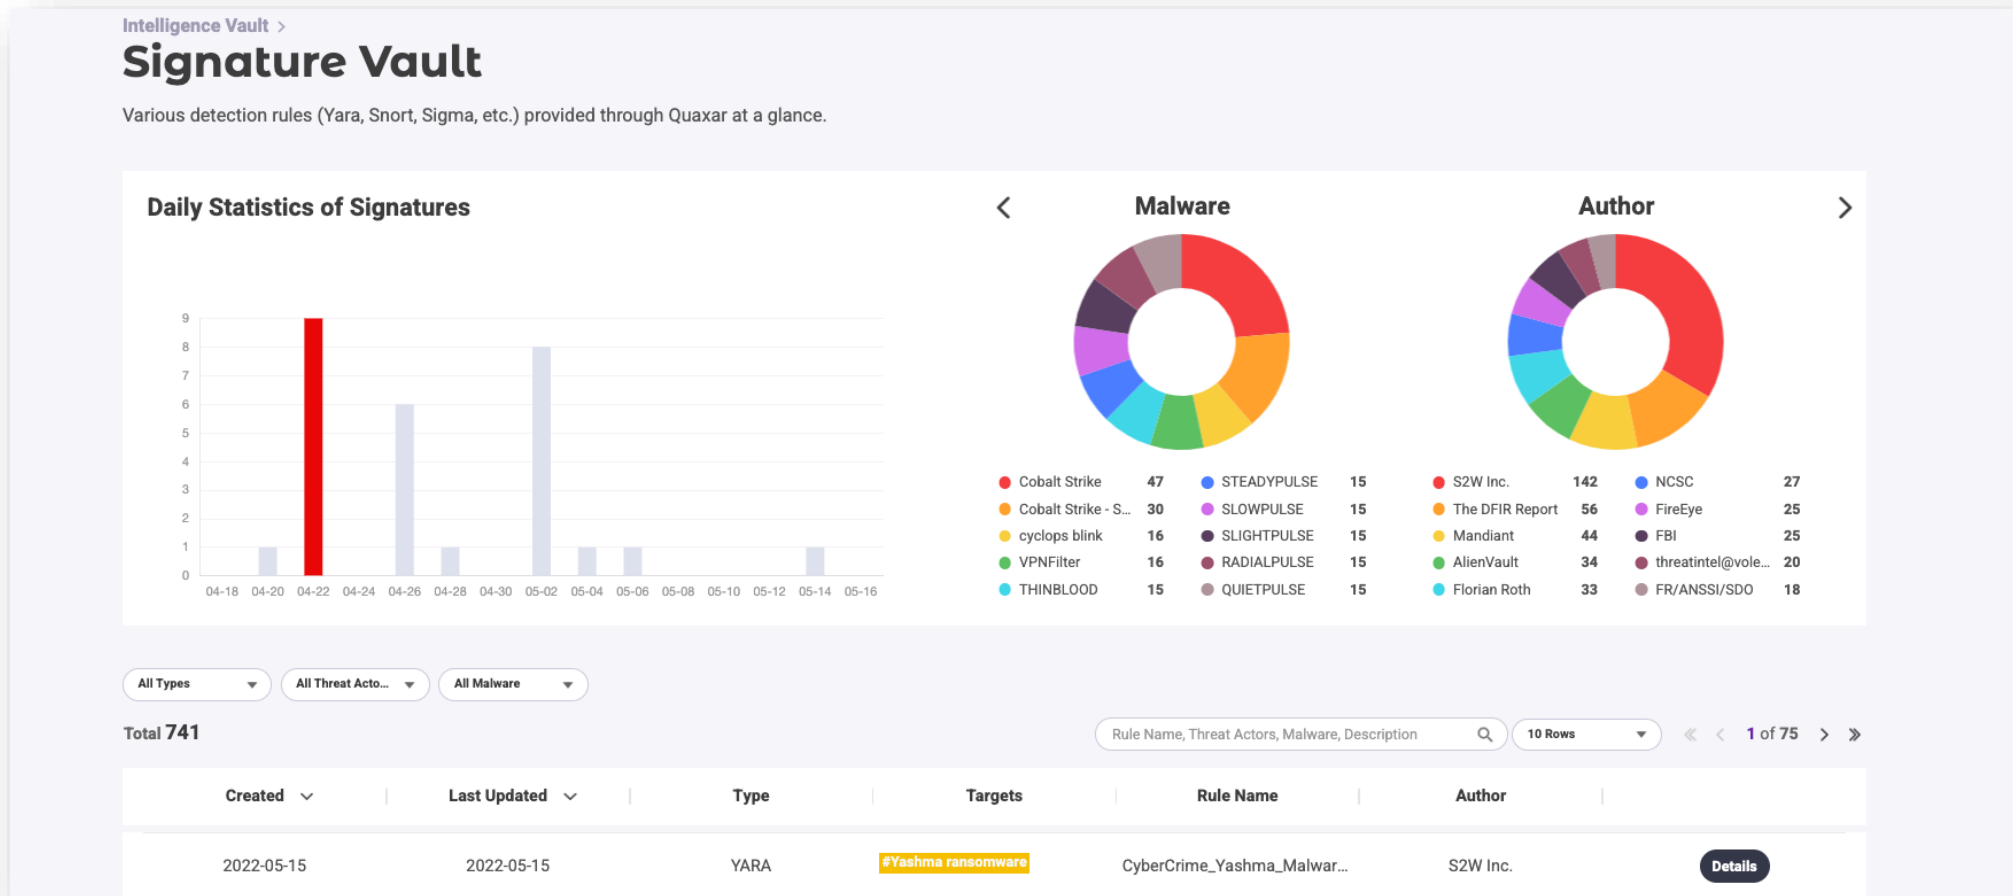 Intelligence Vault >
Signature Vault
Various detection rules (Yara, Snort, Sigma, etc.) provided through Quaxar at a glance.
Daily Statistics of Signatures
9
8
7
6
5
4
3
2
1
0
04-18 04-20 04-22 04-24 04-26 04-28 04-30 05-02 05-04 05-06 05-08 05-10 05-12 05-14 05-16
Malware
Cobalt Strike 47
Cobalt Strike - S... 30
cyclops blink 16
VPNFilter 16
THINBLOOD 15
STEADYPULSE 15
SLOWPULSE 15
SLIGHTPULSE 15
RADIALPULSE 15
QUIETPULSE 15
Author
S2W Inc. 142
The DFIR Report 56
Mandiant 44
AlienVault 34
Florian Roth 33
NCSC 27
FireEye 25
FBI 25
threatintel@vole... 20
FR/ANSSI/SDO 18
All Types
All Threat Acto...
All Malware
Total 741
Rule Name, Threat Actors, Malware, Description
10 Rows
1 of 75
Created Last Updated Type Targets Rule Name Author
2022-05-15 2022-05-15 YARA #Yashma ransomware CyberCrime_Yashma_Malwar... S2W Inc. Details